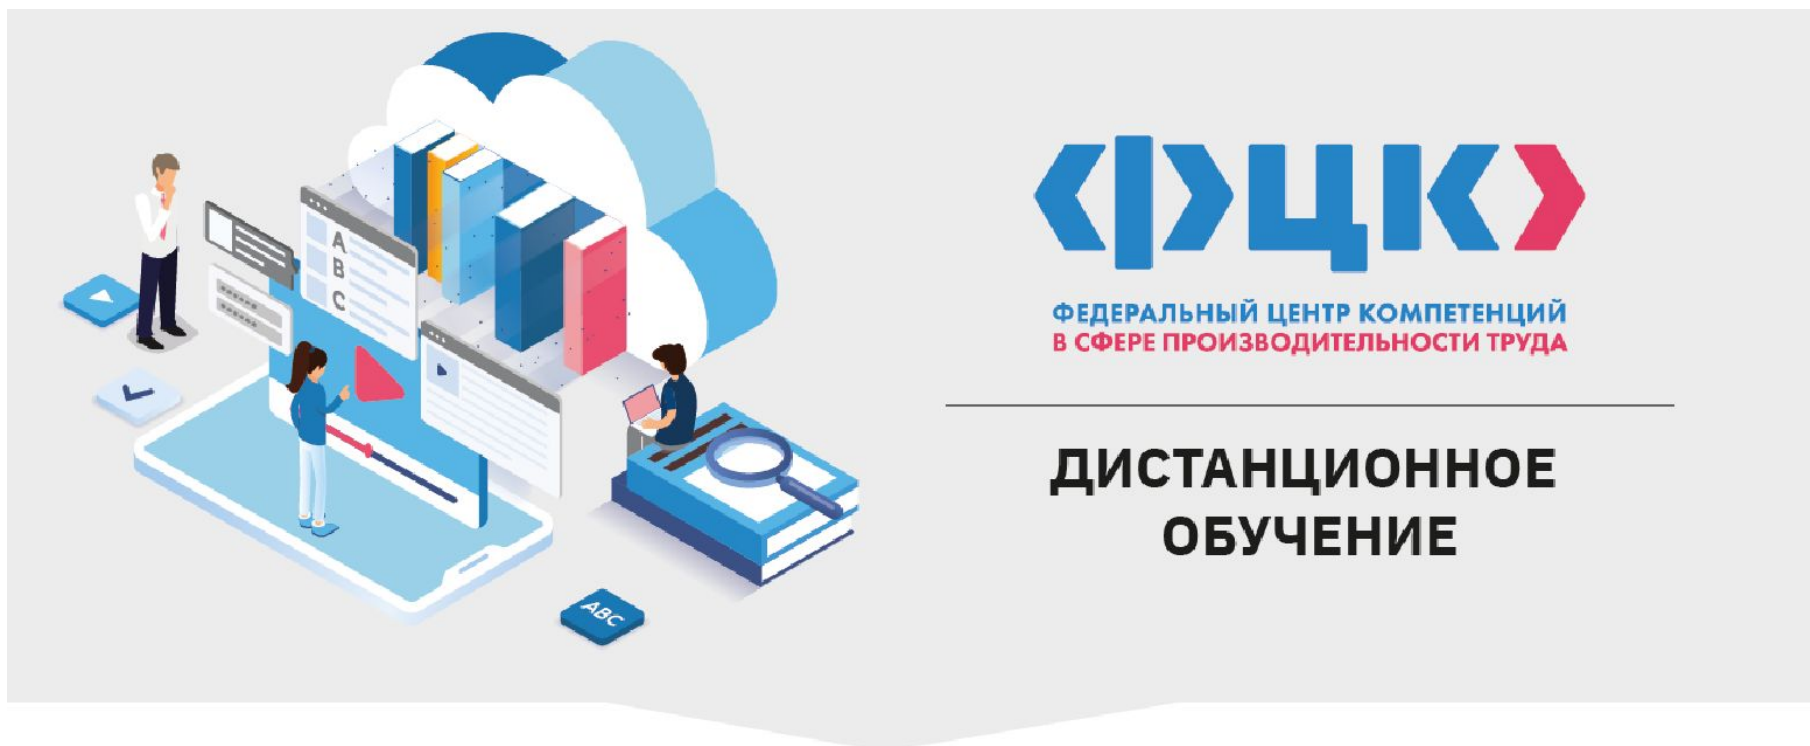 A
B
C
ABC
ФЦК
ФЕДЕРАЛЬНЫЙ ЦЕНТР КОМПЕТЕНЦИЙ
В СФЕРЕ ПРОИЗВОДИТЕЛЬНОСТИ ТРУДА
ДИСТАНЦИОННОЕ
ОБУЧЕНИЕ